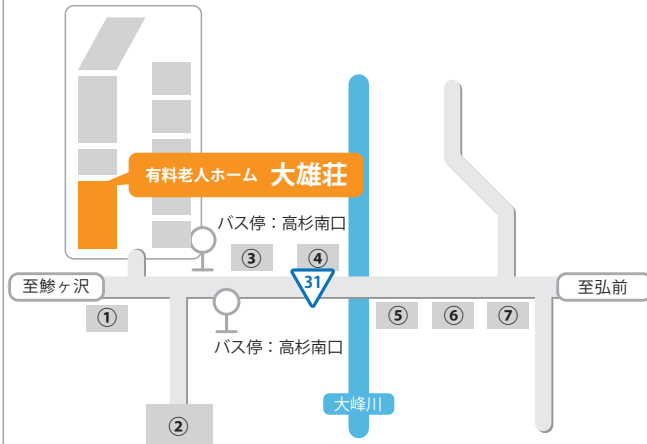 有料老人ホーム 大雄荘
バス停：高杉南口
③
④
31
至鰺ヶ沢
至弘前
①
⑤
⑥
⑦
バス停：高杉南口
大峰川
②